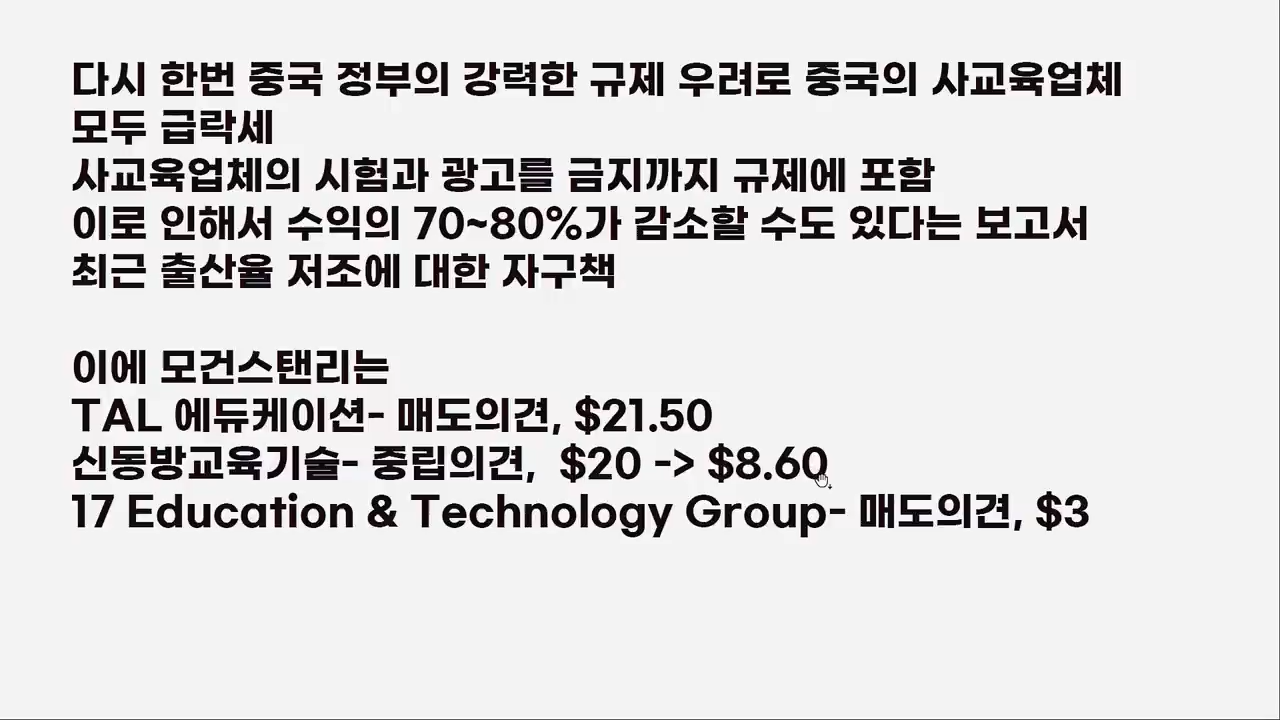 다시 한번 중국 정부의 강력한 규제 우려로 중국의 사교육업체
모두 급락세
사교육업체의 시험과 광고를 금지까지 규제에 포함
이로 인해서 수익의 70~80%가 감소할 수도 있다는 보고서
최근 출산율 저조에 대한 자구책
이에 모건스탠리는
TAL 에듀케이션- 매도의견, $21.50
신동방교육기술- 중립의견, $20 -> $8.60
17 Education & Technology Group- 매도의견, $3